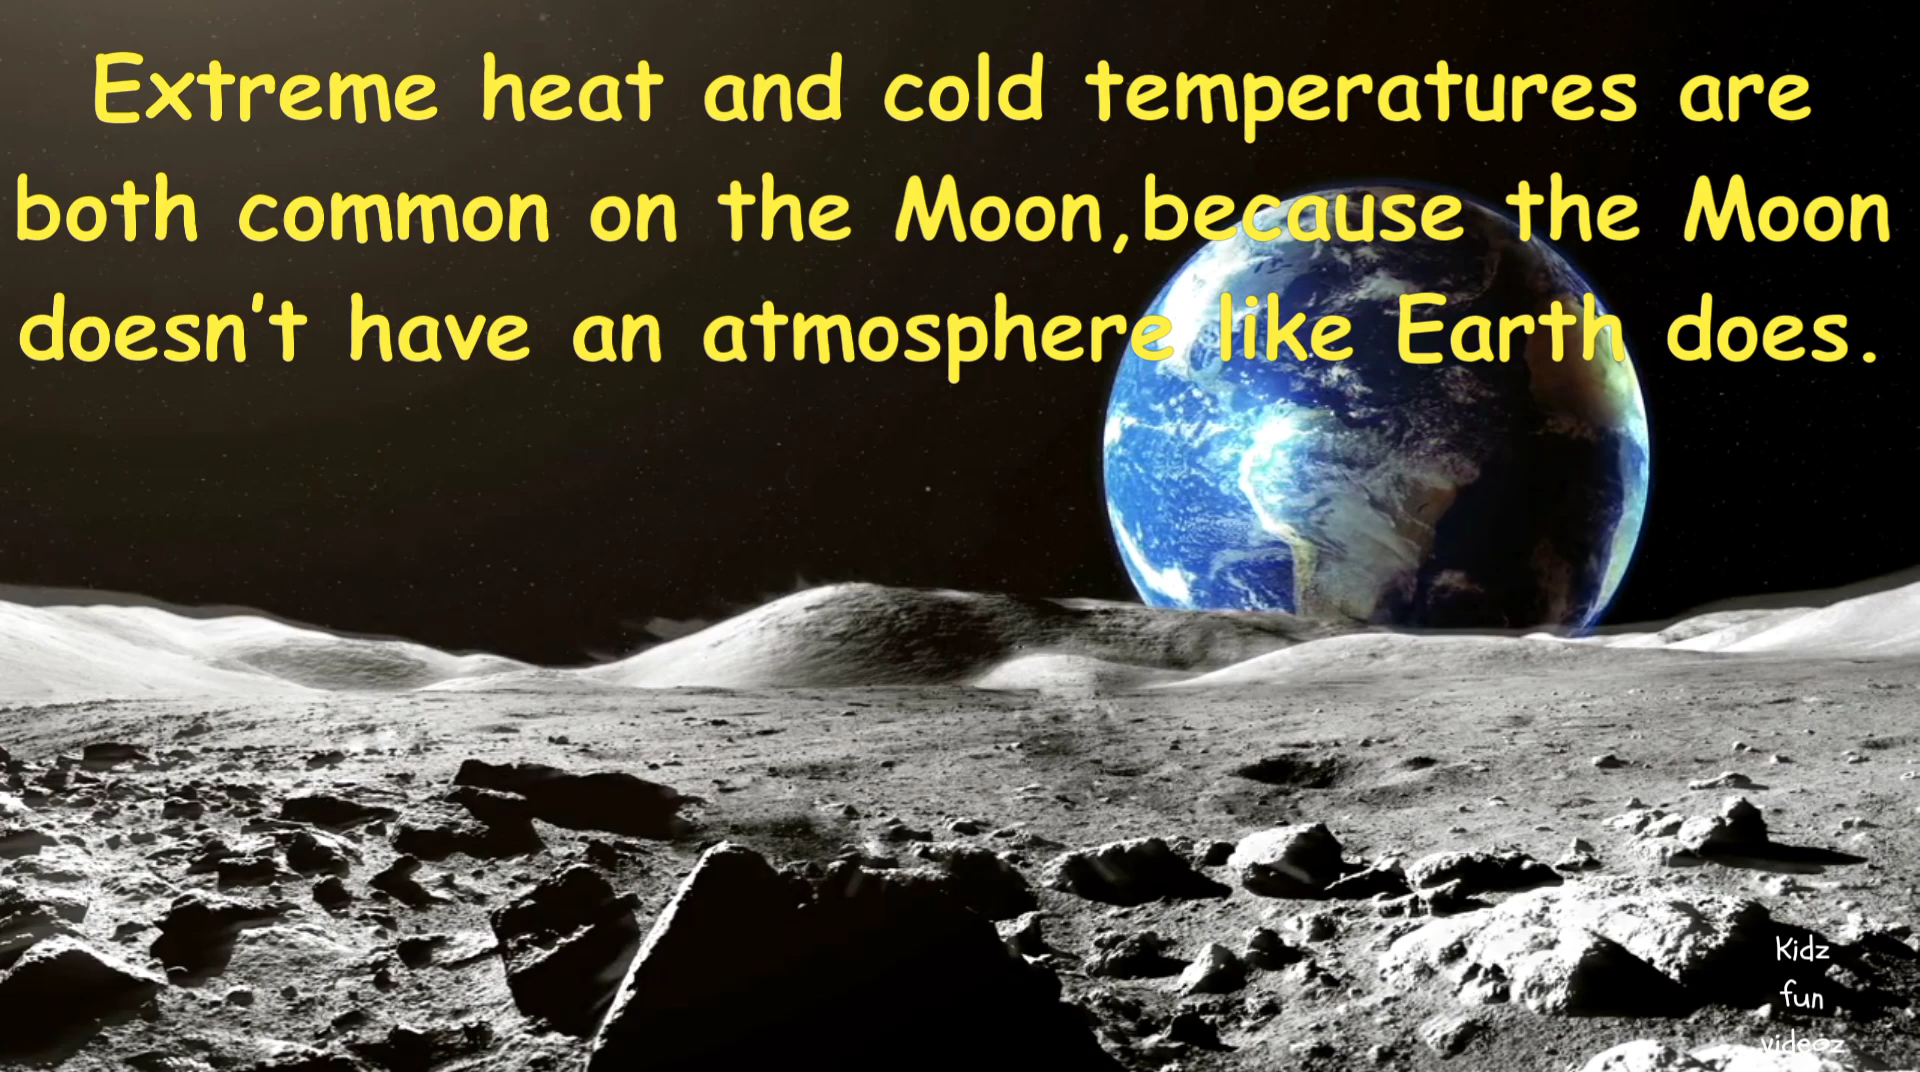 Extreme heat and cold temperatures are
both common on the Moon,because the Moon
doesn't have an atmosphere like Earth does.
Kidz
fun
videoz